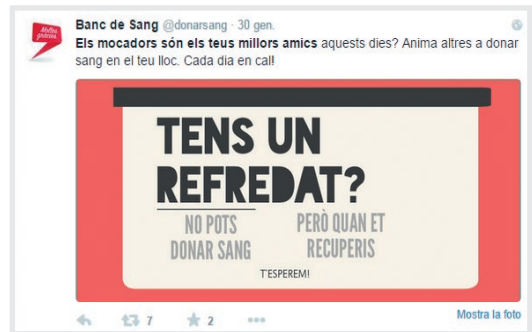 Moltes gràcies
Banc de Sang @donarsang · 30 gen.
Els mocadors són els teus millors amics aquests dies? Anima altres a donar
sang en el teu lloc. Cada dia en cal!
TENS UN
REFREDAT?
NO POTS
DONAR SANG
PERÒ QUAN ET
RECUPERIS
T'ESPEREM!
7
2
Mostra la foto